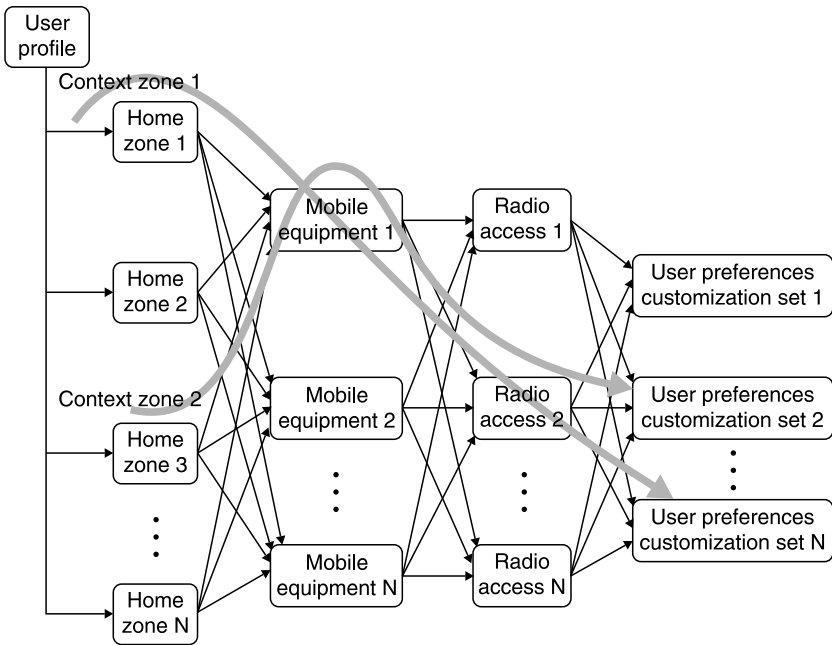 User
profile
Context zone 1
Home
zone 1
Mobile
equipment 1
Radio
access 1
Home
zone 2
User preferences
customization set 1
Context zone 2
Mobile
equipment 2
Radio
access 2
User preferences
customization set 2
Home
zone 3
User preferences
customization set N
Mobile
equipment N
Radio
access N
Home
zone N